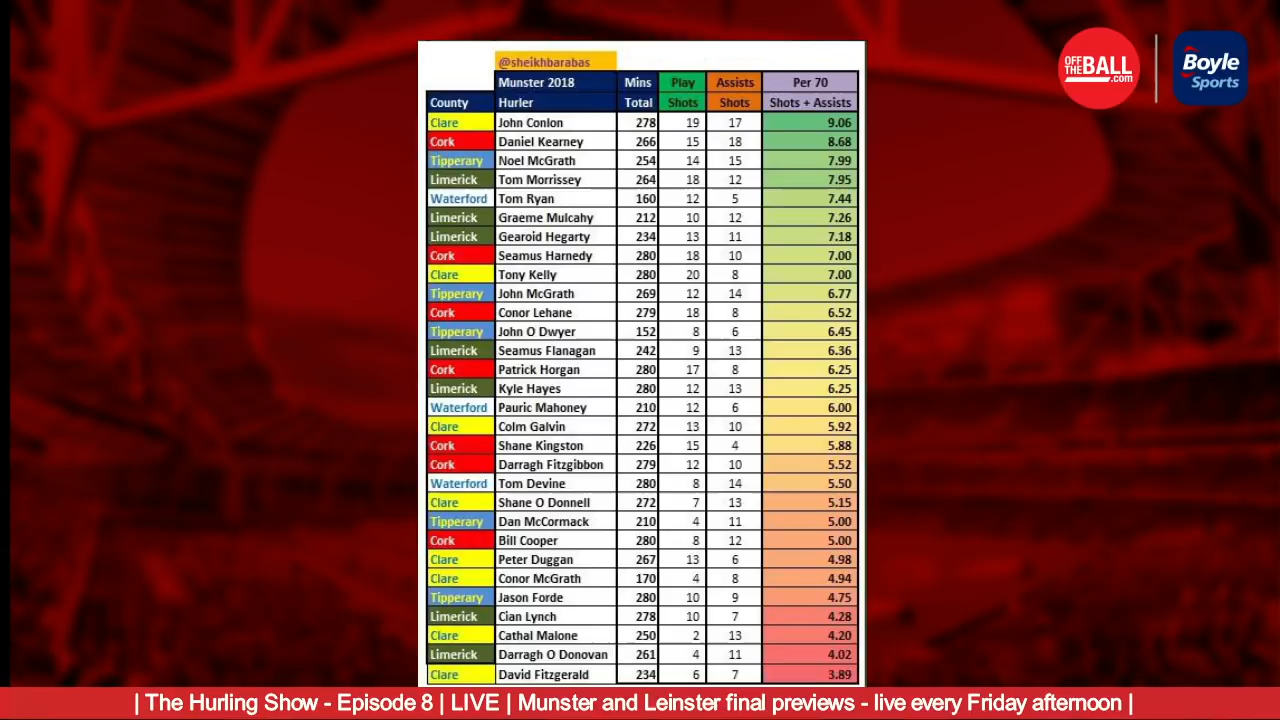 OFF
THE BALL
.com
Boyle
Sports
@sheikhbarabas
Munster 2018 Mins Play Assists Per 70
County Hurler Total Shots Shots Shots + Assists
Clare John Conlon 278 19 17 9.06
Cork Daniel Kearney 266 15 18 8.68
Tipperary Noel McGrath 254 14 15 7.99
Limerick Tom Morrissey 264 18 12 7.95
Waterford Tom Ryan 160 12 5 7.44
Limerick Graeme Mulcahy 212 10 12 7.26
Limerick Gearoid Hegarty 234 13 11 7.18
Cork Seamus Harnedy 280 18 10 7.00
Clare Tony Kelly 280 20 8 7.00
Tipperary John McGrath 269 12 14 6.77
Cork Conor Lehane 279 18 8 6.52
Tipperary John O Dwyer 152 8 6 6.45
Limerick Seamus Flanagan 242 9 13 6.36
Cork Patrick Horgan 280 17 8 6.25
Limerick Kyle Hayes 280 12 13 6.25
Waterford Pauric Mahoney 210 12 6 6.00
Clare Colm Galvin 272 13 10 5.92
Cork Shane Kingston 226 15 4 5.88
Cork Darragh Fitzgibbon 279 12 10 5.52
Waterford Tom Devine 280 8 14 5.50
Clare Shane O Donnell 272 7 13 5.15
Tipperary Dan McCormack 210 4 11 5.00
Cork Bill Cooper 280 8 12 5.00
Clare Peter Duggan 267 13 6 4.98
Clare Conor McGrath 170 4 8 4.94
Tipperary Jason Forde 280 10 9 4.75
Limerick Cian Lynch 278 10 7 4.28
Clare Cathal Malone 250 2 13 4.20
Limerick Darragh O Donovan 261 4 11 4.02
Clare David Fitzgerald 234 6 7 3.89
| The Hurling Show - Episode 8 | LIVE | Munster and Leinster final previews - live every Friday afternoon |